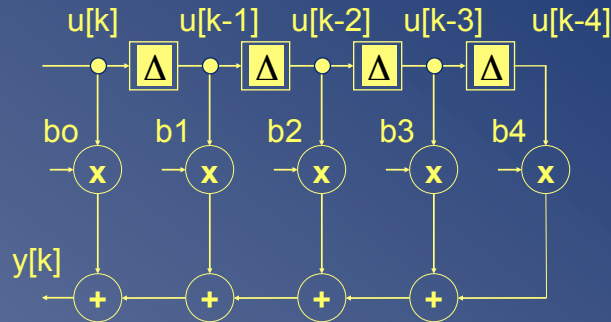 u[k] u[k-1] u[k-2] u[k-3] u[k-4]
Δ Δ Δ Δ
bo b1 b2 b3 b4
x x x x x
y[k]
+ + + +